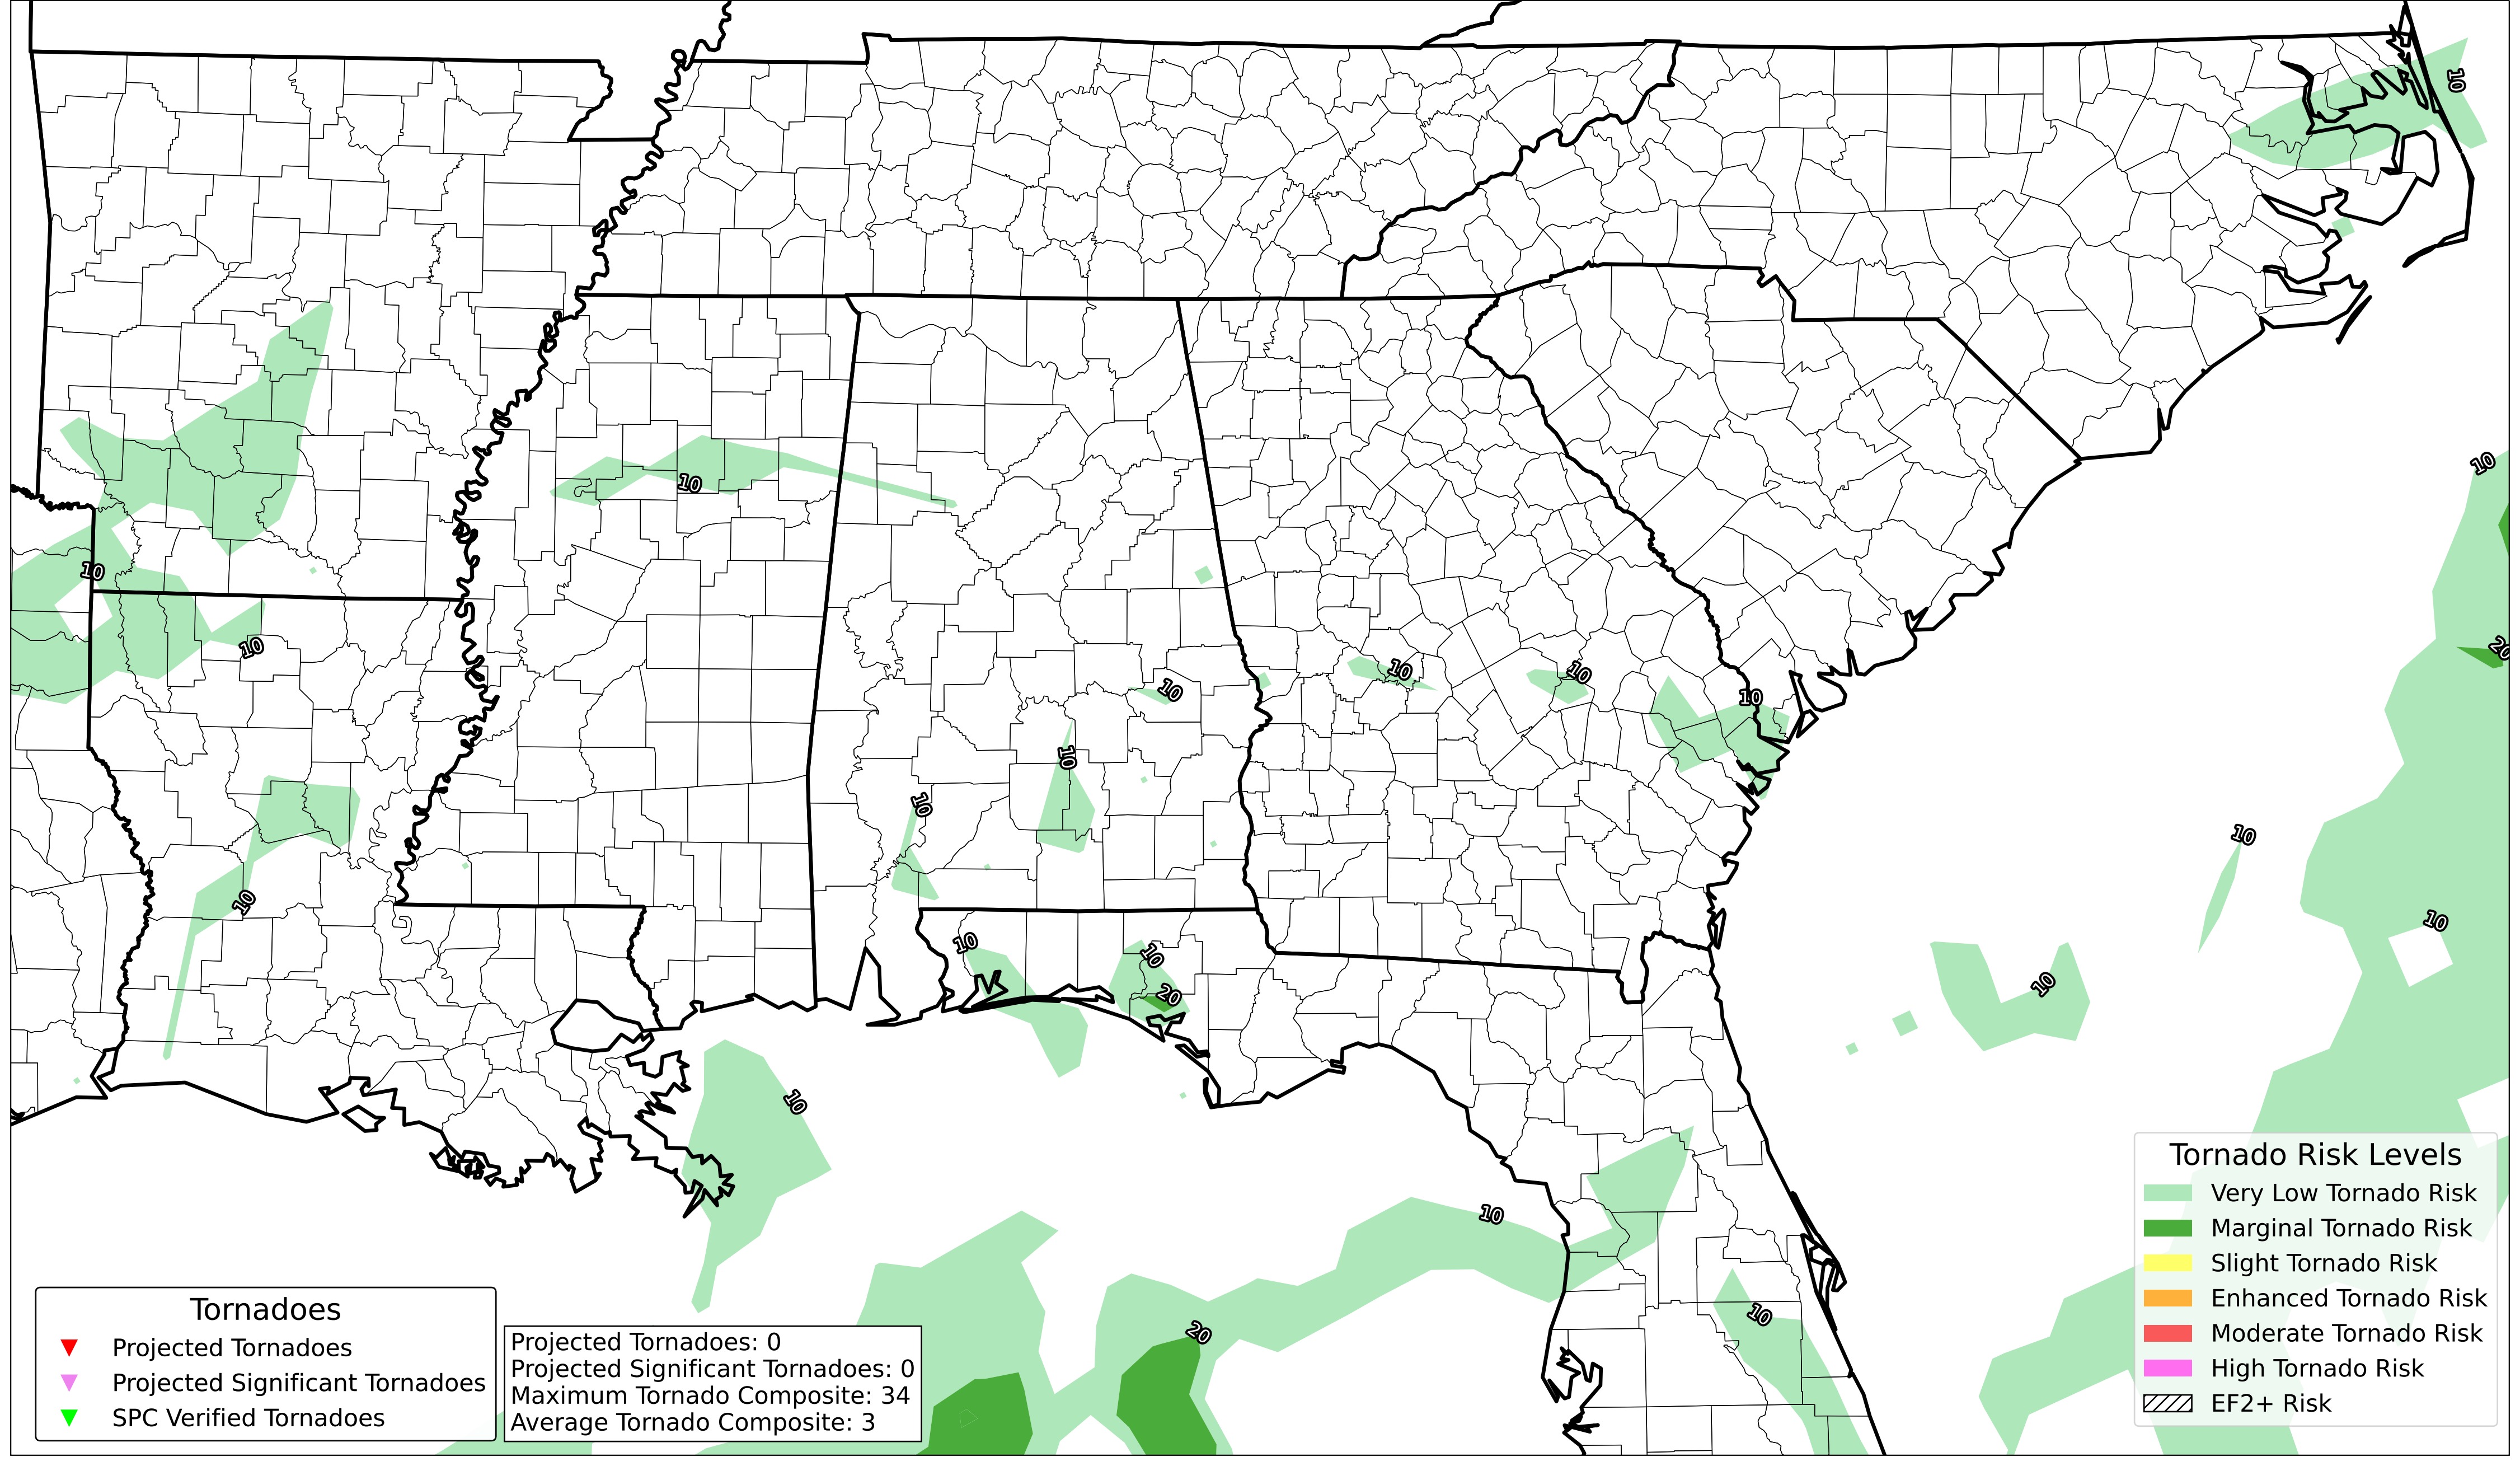 10
10
10
10
20
10
10
10
10
10
10
10
10
10
10
10
10
10
20
10
10
10
10
20
Tornado Risk Levels
Very Low Tornado Risk
Marginal Tornado Risk
Slight Tornado Risk
Enhanced Tornado Risk
Moderate Tornado Risk
High Tornado Risk
EF2+ Risk
Tornadoes
Projected Tornadoes
Projected Significant Tornadoes
SPC Verified Tornadoes
Projected Tornadoes: 0
Projected Significant Tornadoes: 0
Maximum Tornado Composite: 34
Average Tornado Composite: 3